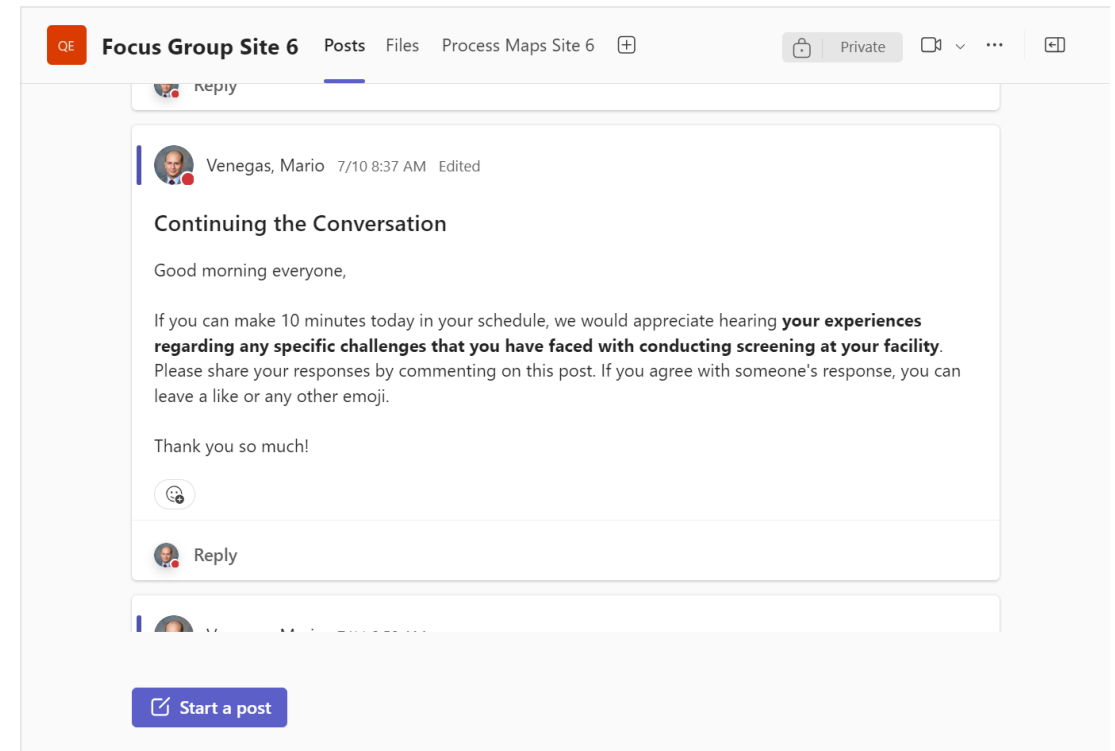 QE Focus Group Site 6 Posts Files Process Maps Site 6 Private
Reply
Venegas, Mario 7/10 8:37 AM Edited
Continuing the Conversation
Good morning everyone,
If you can make 10 minutes today in your schedule, we would appreciate hearing your experiences
regarding any specific challenges that you have faced with conducting screening at your facility.
Please share your responses by commenting on this post. If you agree with someone's response, you can
leave a like or any other emoji.
Thank you so much!
Reply
Start a post